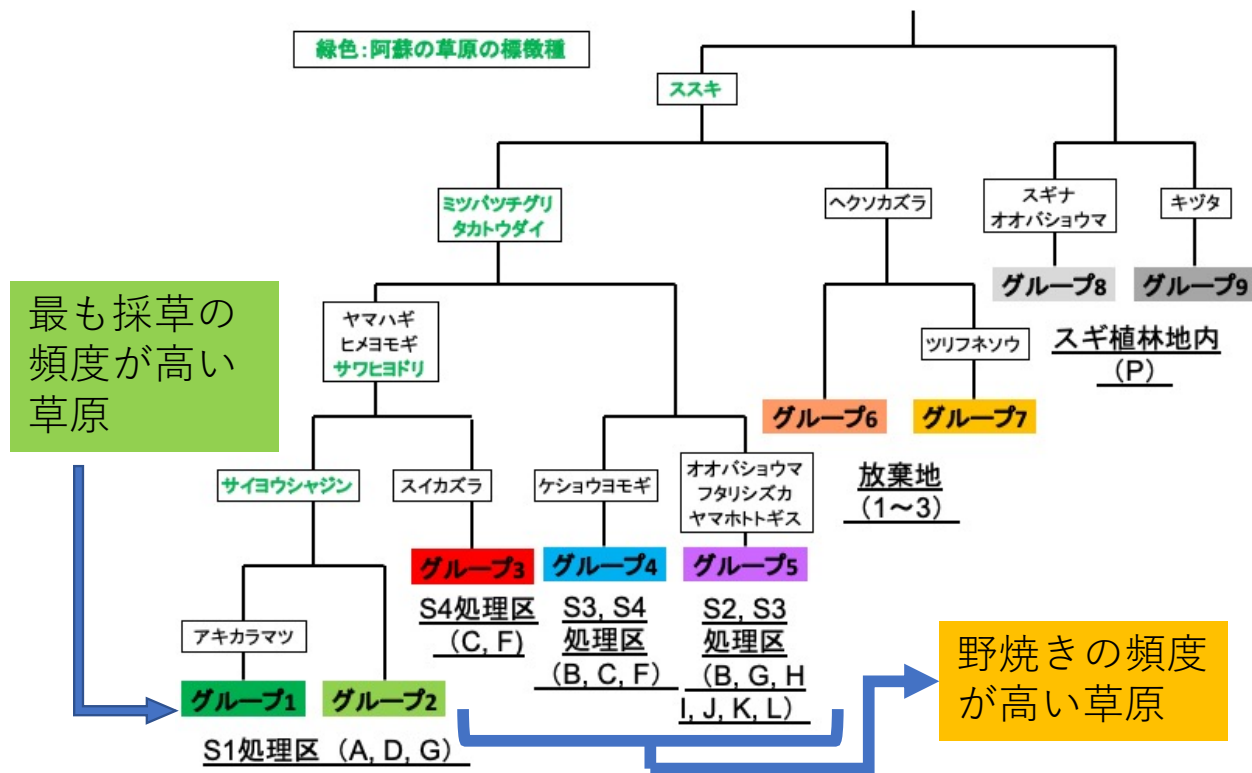 緑色:阿蘇の草原の標徴種
ススキ
ミツバツチグリ
タカトウダイ
ヘクソカズラ
スギナ
オオバショウマ
キヅタ
グループ8
グループ9
スギ植林地内
(P)
最も採草の
頻度が高い
草原
ヤマハギ
ヒメヨモギ
サワヒヨドリ
ツリフネソウ
グループ6
グループ7
放棄地
(1~3)
サイヨウシャジン
スイカズラ
ケショウヨモギ
オオバショウマ
フタリシズカ
ヤマホトトギス
グループ3
グループ4
グループ5
S4処理区
(C, F)
S3, S4
処理区
(B, C, F)
S2, S3
処理区
(B, G, H
I, J, K, L)
アキカラマツ
グループ1
グループ2
S1処理区(A, D, G)
野焼きの頻度
が高い草原